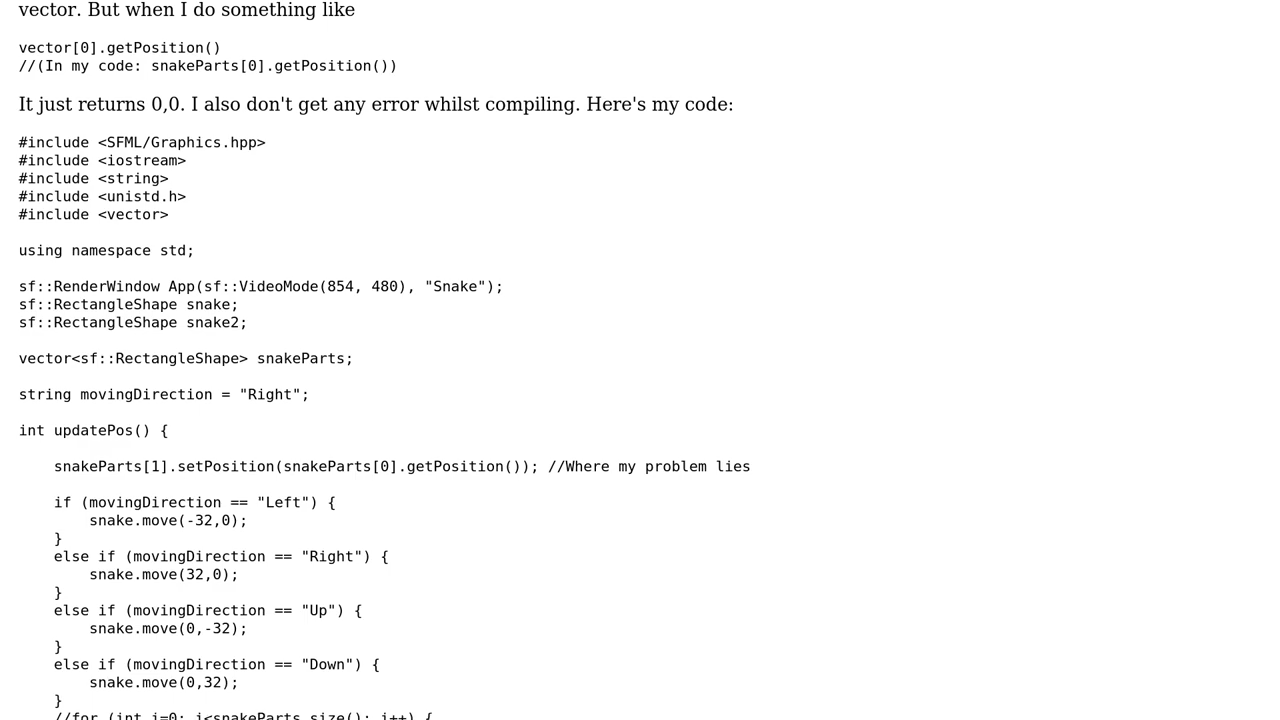 vector. But when I do something like
vector[0].getPosition()
//(In my code: snakeParts[0].getPosition())
It just returns 0,0. I also don't get any error whilst compiling. Here's my code:
#include <SFML/Graphics.hpp>
#include <iostream>
#include <string>
#include <unistd.h>
#include <vector>
using namespace std;
sf::RenderWindow App(sf::VideoMode(854, 480), "Snake");
sf::RectangleShape snake;
sf::RectangleShape snake2;
vector<sf::RectangleShape> snakeParts;
string movingDirection = "Right";
int updatePos() {
    snakeParts[1].setPosition(snakeParts[0].getPosition()); //Where my problem lies
    if (movingDirection == "Left") {
        snake.move(-32,0);
    }
    else if (movingDirection == "Right") {
        snake.move(32,0);
    }
    else if (movingDirection == "Up") {
        snake.move(0,-32);
    }
    else if (movingDirection == "Down") {
        snake.move(0,32);
    }
    //for (int i=0; i<snakeParts.size(); i++) {